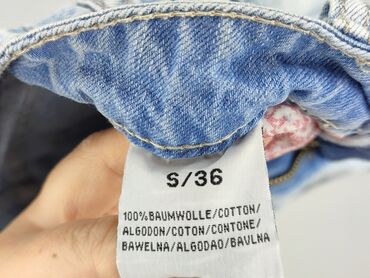 S/36
100%BAUMWOLLE/COTTON/
ALGODON/COTON/CONTONE/
BAWELNA/ALGODAO/BAVLNA